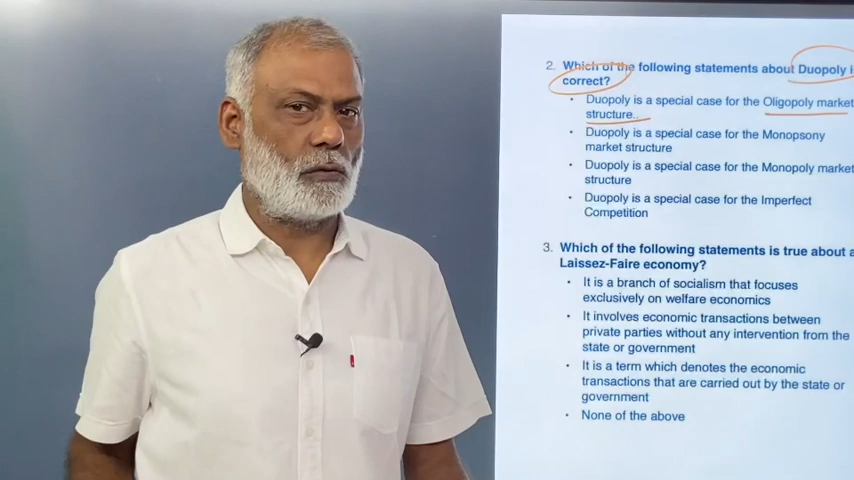 2. Which of the following statements about Duopoly i
correct?
• Duopoly is a special case for the Oligopoly market
structure..
• Duopoly is a special case for the Monopsony
market structure
• Duopoly is a special case for the Monopoly market
structure
• Duopoly is a special case for the Imperfect
Competition
3. Which of the following statements is true about a
Laissez-Faire economy?
• It is a branch of socialism that focuses
exclusively on welfare economics
• It involves economic transactions between
private parties without any intervention from the
state or government
• It is a term which denotes the economic
transactions that are carried out by the state or
government
• None of the above